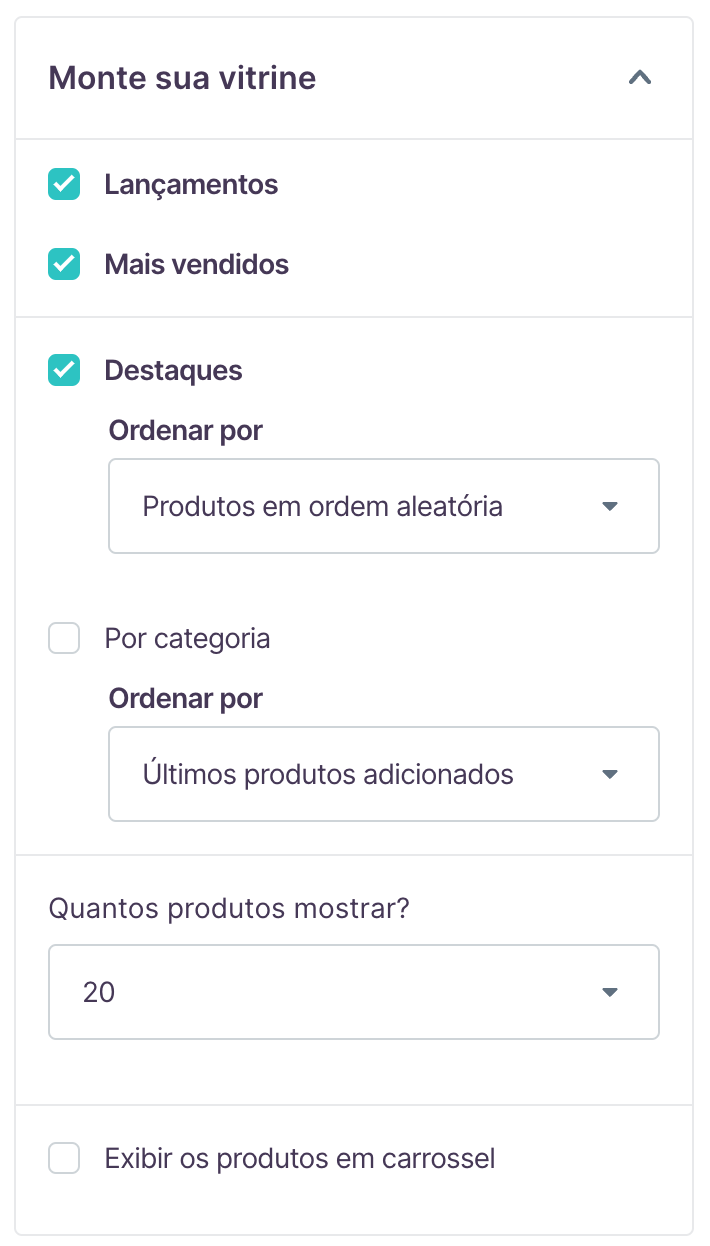 Monte sua vitrine
Lançamentos
Mais vendidos
Destaques
Ordenar por
Produtos em ordem aleatória
Por categoria
Ordenar por
Últimos produtos adicionados
Quantos produtos mostrar?
20
Exibir os produtos em carrossel